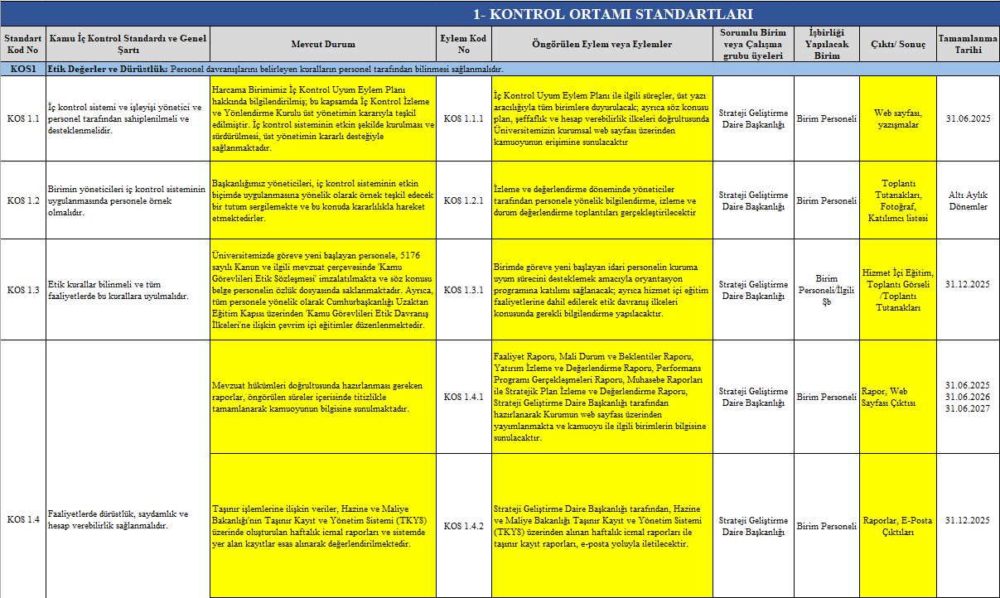 1- KONTROL ORTAMI STANDARTLARI
Standart
Kod No
Kamu İç Kontrol Standardı ve Genel
Şartı
Mevcut Durum
Eylem Kod
No
Öngörülen Eylem veya Eylemler
Sorumlu Birim
veya Çalışma
grubu üyeleri
İşbirliği
Yapılacak
Birim
Çıktı/ Sonuç
Tamamlanma
Tarihi
KOS1
Etik Değerler ve Dürüstlük: Personel davranışlarını belirleyen kuralların personel tarafından bilinmesi sağlanmalıdır.
KOS 1.1
İç kontrol sistemi ve işleyişi yönetici ve
personel tarafından sahiplenilmeli ve
desteklenmelidir.
Harcama Birimimiz İç Kontrol Uyum Eylem Planı
hakkında bilgilendirilmiş; bu kapsamda İç Kontrol İzleme
ve Yönlendirme Kurulu üst yönetimin kararıyla teşkil
edilmiştir. İç kontrol sisteminin etkin şekilde kurulması ve
sürdürülmesi, üst yönetimin kararlı desteğiyle
sağlanmaktadır.
KOS 1.1.1
İç Kontrol Uyum Eylem Planı ile ilgili süreçler, üst yazı
aracılığıyla tüm birimlere duyurulacak; ayrıca söz konusu
plan, şeffaflık ve hesap verebilirlik ilkeleri doğrultusunda
Üniversitemizin kurumsal web sayfası üzerinden
kamuoyunun erişimine sunulacaktır
Strateji Geliştirme
Daire Başkanlığı
Birim Personeli
Web sayfası,
yazışmalar
31.06.2025
KOS 1.2
Birimin yöneticileri iç kontrol sisteminin
uygulanmasında personele örnek
olmalıdır.
Başkanlığımız yöneticileri, iç kontrol sisteminin etkin
biçimde uygulanmasına yönelik olarak örnek teşkil edecek
bir tutum sergilemekte ve bu konuda kararlılıkla hareket
etmektedirler.
KOS 1.2.1
İzleme ve değerlendirme döneminde yöneticiler
tarafından personele yönelik bilgilendirme, izleme ve
durum değerlendirme toplantıları gerçekleştirilecektir
Strateji Geliştirme
Daire Başkanlığı
Birim Personeli
Toplantı
Tutanakları,
Fotoğraf,
Katılımcı listesi
Altı Aylık
Dönemler
KOS 1.3
Etik kurallar bilinmeli ve tüm
faaliyetlerde bu kurallara uyulmalıdır.
Üniversitemizde göreve yeni başlayan personele, 5176
sayılı Kanun ve ilgili mevzuat çerçevesinde 'Kamu
Görevlileri Etik Sözleşmesi' imzalatılmakta ve söz konusu
belge personelin özlük dosyasında saklanmaktadır. Ayrıca,
tüm personele yönelik olarak Cumhurbaşkanlığı Uzaktan
Eğitim Kapısı üzerinden 'Kamu Görevlileri Etik Davranış
İlkeleri'ne ilişkin çevrim içi eğitimler düzenlenmektedir.
KOS 1.3.1
Birimde göreve yeni başlayan idari personelin kuruma
uyum sürecini desteklemek amacıyla oryantasyon
programına katılımı sağlanacak; ayrıca hizmet içi eğitim
faaliyetlerine dahil edilerek etik davranış ilkeleri
konusunda gerekli bilgilendirme yapılacaktır.
Strateji Geliştirme
Daire Başkanlığı
Birim
Personeli/İlgili
Şb
Hizmet İçi Eğitim,
Toplantı Görseli
/Toplantı
Tutanakları
31.12.2025
KOS 1.4
Faaliyetlerde dürüstlük, saydamlık ve
hesap verebilirlik sağlanmalıdır.
Mevzuat hükümleri doğrultusunda hazırlanması gereken
raporlar, öngörülen süreler içerisinde titizlikle
tamamlanarak kamuoyunun bilgisine sunulmaktadır.
KOS 1.4.1
Faaliyet Raporu, Mali Durum ve Beklentiler Raporu,
Yatırım İzleme ve Değerlendirme Raporu, Performans
Programı Gerçekleşmeleri Raporu, Muhasebe Raporları
ile Stratejik Plan İzleme ve Değerlendirme Raporu,
Strateji Geliştirme Daire Başkanlığı tarafından
hazırlanarak Kurumun web sayfası üzerinden
yayımlanmakta ve kamuoyu ile ilgili birimlerin bilgisine
sunulacaktır.
Strateji Geliştirme
Daire Başkanlığı
Birim Personeli
Rapor, Web
Sayfası Çıktısı
31.06.2025
31.06.2026
31.06.2027
Taşınır işlemlerine ilişkin veriler, Hazine ve Maliye
Bakanlığı'nın Taşınır Kayıt ve Yönetim Sistemi (TKYS)
üzerinde oluşturulan haftalık icmal raporları ve sistemde
yer alan kayıtlar esas alınarak değerlendirilmektedir.
KOS 1.4.2
Strateji Geliştirme Daire Başkanlığı tarafından, Hazine
ve Maliye Bakanlığı Taşınır Kayıt ve Yönetim Sistemi
(TKYS) üzerinden alınan haftalık icmal raporları ile
taşınır kayıt raporları, e-posta yoluyla iletilecektir.
Strateji Geliştirme
Daire Başkanlığı
Birim Personeli
Raporlar, E-Posta
Çıktıları
31.12.2025